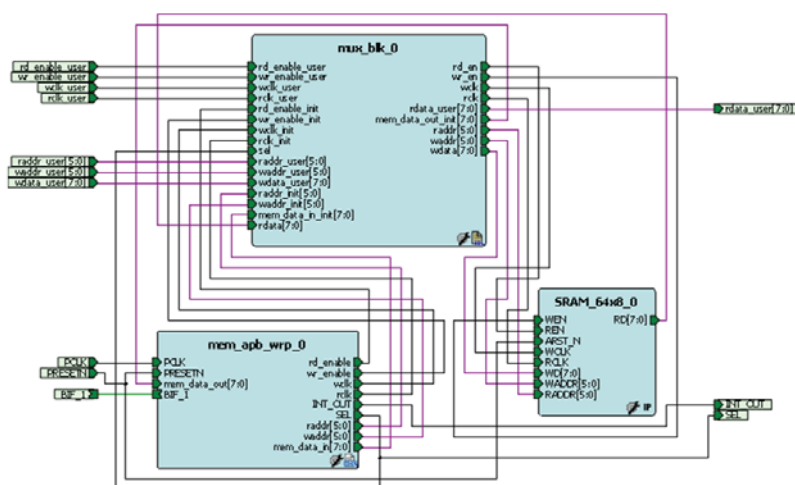 mux_blk_0
rd_enable_user
wr_enable_user
wclk_user
rclk_user
raddr_user[5:0]
waddr_user[5:0]
wdata_user[7:0]
rd_enable_user
wr_enable_user
wclk_user
rclk_user
rd_enable_init
wr_enable_init
wclk_init
rclk_init
sel
raddr_user[5:0]
waddr_user[5:0]
wdata_user[7:0]
raddr_init[5:0]
waddr_init[5:0]
mem_data_in_init[7:0]
rdata[7:0]
rd_en
wr_en
wclk
rclk
rdata_user[7:0]
mem_data_out_init[7:0]
raddr[5:0]
waddr[5:0]
wdata[7:0]
rdata_user[7:0]
SRAM_64x8_0
WEN
REN
ARST_N
WCLK
RCLK
WD[7:0]
WADDR[5:0]
RADDR[5:0]
RD[7:0]
IP
mem_apb_wrp_0
PCLK
PRESETN
BIF_1
PCLK
PRESETN
mem_data_out[7:0]
BIF_1
rd_enable
wr_enable
wclk
rclk
INT_OUT
SEL
raddr[5:0]
waddr[5:0]
mem_data_in[7:0]
INT_OUT
SEL